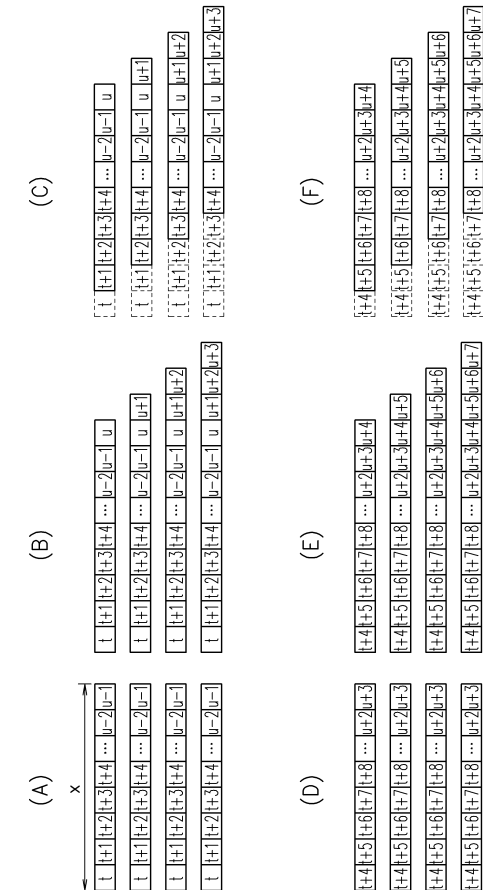 (A)
x
t t+1 t+2 t+3 t+4 ... u-2 u-1
t t+1 t+2 t+3 t+4 ... u-2 u-1
t t+1 t+2 t+3 t+4 ... u-2 u-1
t t+1 t+2 t+3 t+4 ... u-2 u-1
(B)
t t+1 t+2 t+3 t+4 ... u-2 u-1 u
t t+1 t+2 t+3 t+4 ... u-2 u-1 u u+1
t t+1 t+2 t+3 t+4 ... u-2 u-1 u u+1 u+2
t t+1 t+2 t+3 t+4 ... u-2 u-1 u u+1 u+2 u+3
(C)
t t+1 t+2 t+3 t+4 ... u-2 u-1 u
t t+1 t+2 t+3 t+4 ... u-2 u-1 u u+1
t t+1 t+2 t+3 t+4 ... u-2 u-1 u u+1 u+2
t t+1 t+2 t+3 t+4 ... u-2 u-1 u u+1 u+2 u+3
(D)
t+4 t+5 t+6 t+7 t+8 ... u+2 u+3
t+4 t+5 t+6 t+7 t+8 ... u+2 u+3
t+4 t+5 t+6 t+7 t+8 ... u+2 u+3
t+4 t+5 t+6 t+7 t+8 ... u+2 u+3
(E)
t+4 t+5 t+6 t+7 t+8 ... u+2 u+3 u+4
t+4 t+5 t+6 t+7 t+8 ... u+2 u+3 u+4 u+5
t+4 t+5 t+6 t+7 t+8 ... u+2 u+3 u+4 u+5 u+6
t+4 t+5 t+6 t+7 t+8 ... u+2 u+3 u+4 u+5 u+6 u+7
(F)
t+4 t+5 t+6 t+7 t+8 ... u+2 u+3 u+4
t+4 t+5 t+6 t+7 t+8 ... u+2 u+3 u+4 u+5
t+4 t+5 t+6 t+7 t+8 ... u+2 u+3 u+4 u+5 u+6
t+4 t+5 t+6 t+7 t+8 ... u+2 u+3 u+4 u+5 u+6 u+7